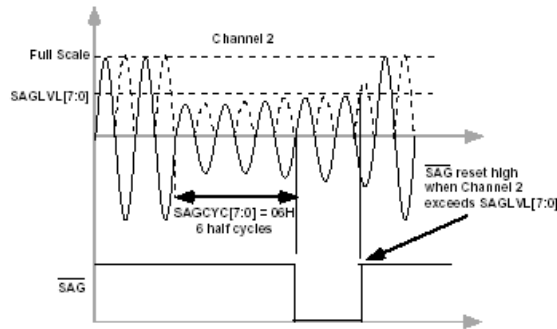 Channel 2
Full Scale
SAGLVL[7:0]
SAGCYC[7:0] = 06H
6 half cycles
SAG reset high
when Channel 2
exceeds SAGLVL[7:0]
SAG